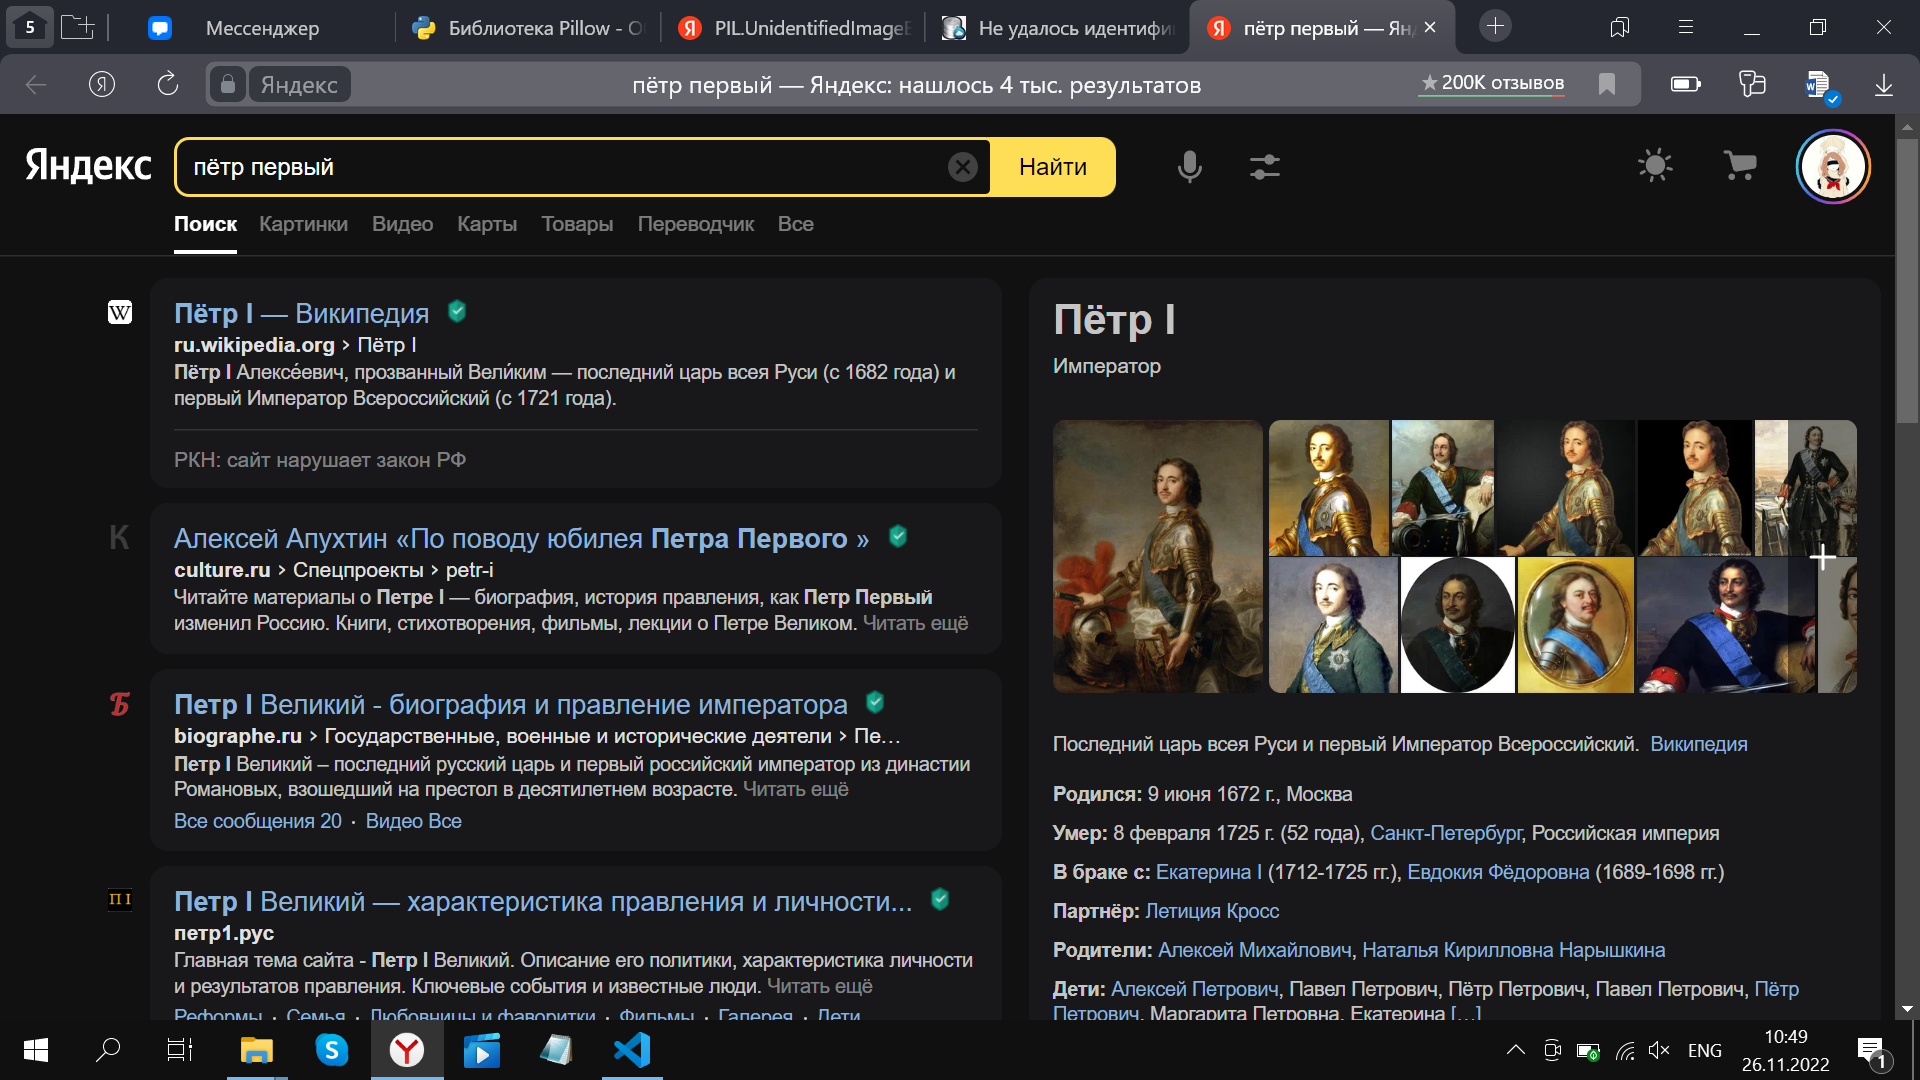 5
Мессенджер
Библиотека Pillow - О
PIL.UnidentifiedImageE
Не удалось идентифи
пётр первый — Ян
Яндекс
пётр первый — Яндекс: нашлось 4 тыс. результатов
200К отзывов
Яндекс
пётр первый
Найти
Поиск
Картинки
Видео
Карты
Товары
Переводчик
Все
Пётр I — Википедия
ru.wikipedia.org › Пётр I
Пётр I Алексе́евич, прозванный Вели́ким — последний царь всея Руси (с 1682 года) и
первый Император Всероссийский (с 1721 года).
РКН: сайт нарушает закон РФ
К
Алексей Апухтин «По поводу юбилея Петра Первого »
culture.ru › Спецпроекты › petr-i
Читайте материалы о Петре I — биография, история правления, как Петр Первый
изменил Россию. Книги, стихотворения, фильмы, лекции о Петре Великом. Читать ещё
Б
Петр I Великий - биография и правление императора
biographe.ru › Государственные, военные и исторические деятели › Пе…
Петр I Великий – последний русский царь и первый российский император из династии
Романовых, взошедший на престол в десятилетнем возрасте. Читать ещё
Все сообщения 20 · Видео Все
П I
Петр I Великий — характеристика правления и личности...
петр1.рус
Главная тема сайта - Петр I Великий. Описание его политики, характеристика личности
и результатов правления. Ключевые события и известные люди. Читать ещё
Реформы · Семья · Любовницы и фаворитки · Фильмы · Галерея · Дети
Пётр I
Император
Последний царь всея Руси и первый Император Всероссийский. Википедия
Родился: 9 июня 1672 г., Москва
Умер: 8 февраля 1725 г. (52 года), Санкт-Петербург, Российская империя
В браке с: Екатерина I (1712-1725 гг.), Евдокия Фёдоровна (1689-1698 гг.)
Партнёр: Летиция Кросс
Родители: Алексей Михайлович, Наталья Кирилловна Нарышкина
Дети: Алексей Петрович, Павел Петрович, Пётр Петрович, Павел Петрович, Пётр
Петрович, Маргарита Петровна, Екатерина [...]
ENG
10:49
26.11.2022
1